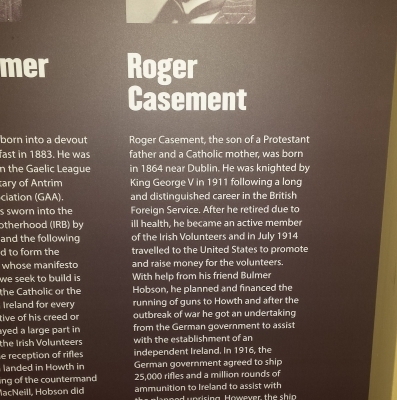 mer
born into a devout
fast in 1883. He was
n the Gaelic League
tary of Antrim
ciation (GAA).
s sworn into the
otherhood (IRB) by
and the following
d to form the
whose manifesto
we seek to build is
the Catholic or the
Ireland for every
tive of his creed or
ayed a large part in
the Irish Volunteers
e reception of rifles
landed in Howth in
ing of the countermand
MacNeill, Hobson did
Roger
Casement
Roger Casement, the son of a Protestant
father and a Catholic mother, was born
in 1864 near Dublin. He was knighted by
King George V in 1911 following a long
and distinguished career in the British
Foreign Service. After he retired due to
ill health, he became an active member
of the Irish Volunteers and in July 1914
travelled to the United States to promote
and raise money for the volunteers.
With help from his friend Bulmer
Hobson, he planned and financed the
running of guns to Howth and after the
outbreak of war he got an undertaking
from the German government to assist
with the establishment of an
independent Ireland. In 1916, the
German government agreed to ship
25,000 rifles and a million rounds of
ammunition to Ireland to assist with
the planned uprising. However, the ship